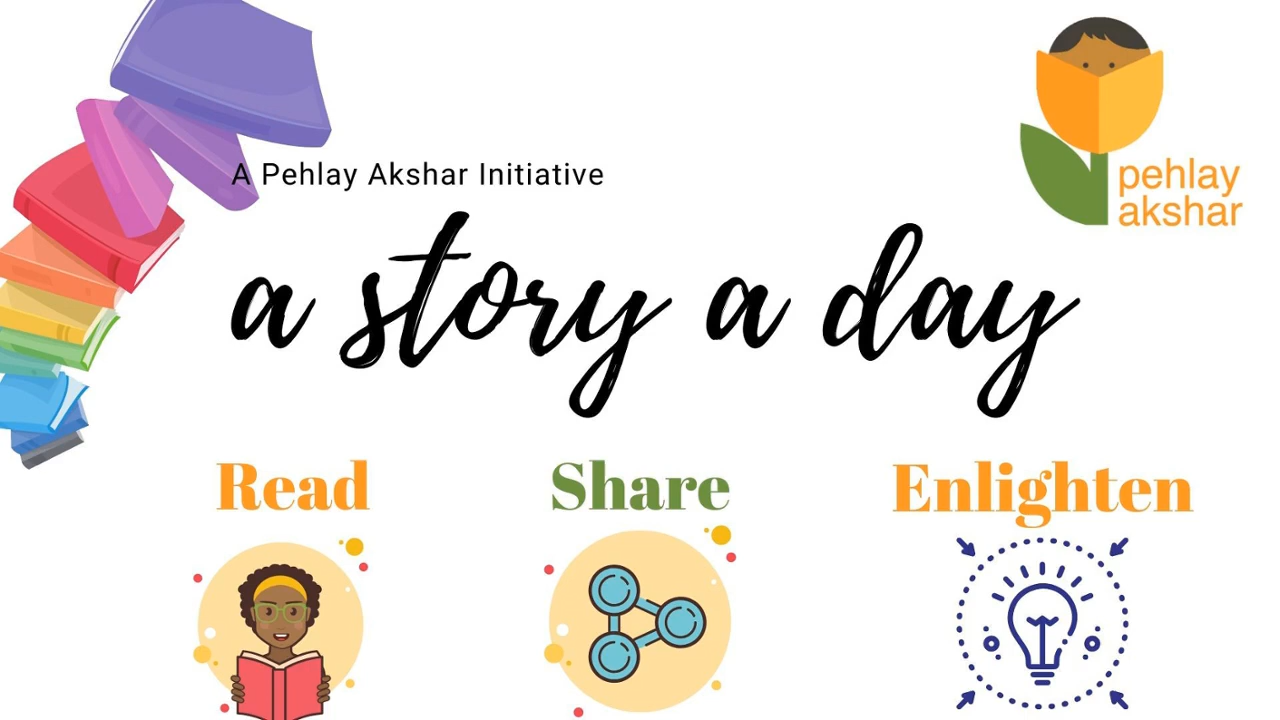 A Pehlay Akshar Initiative
pehlay
akshar
a story a day
Read
Share
Enlighten